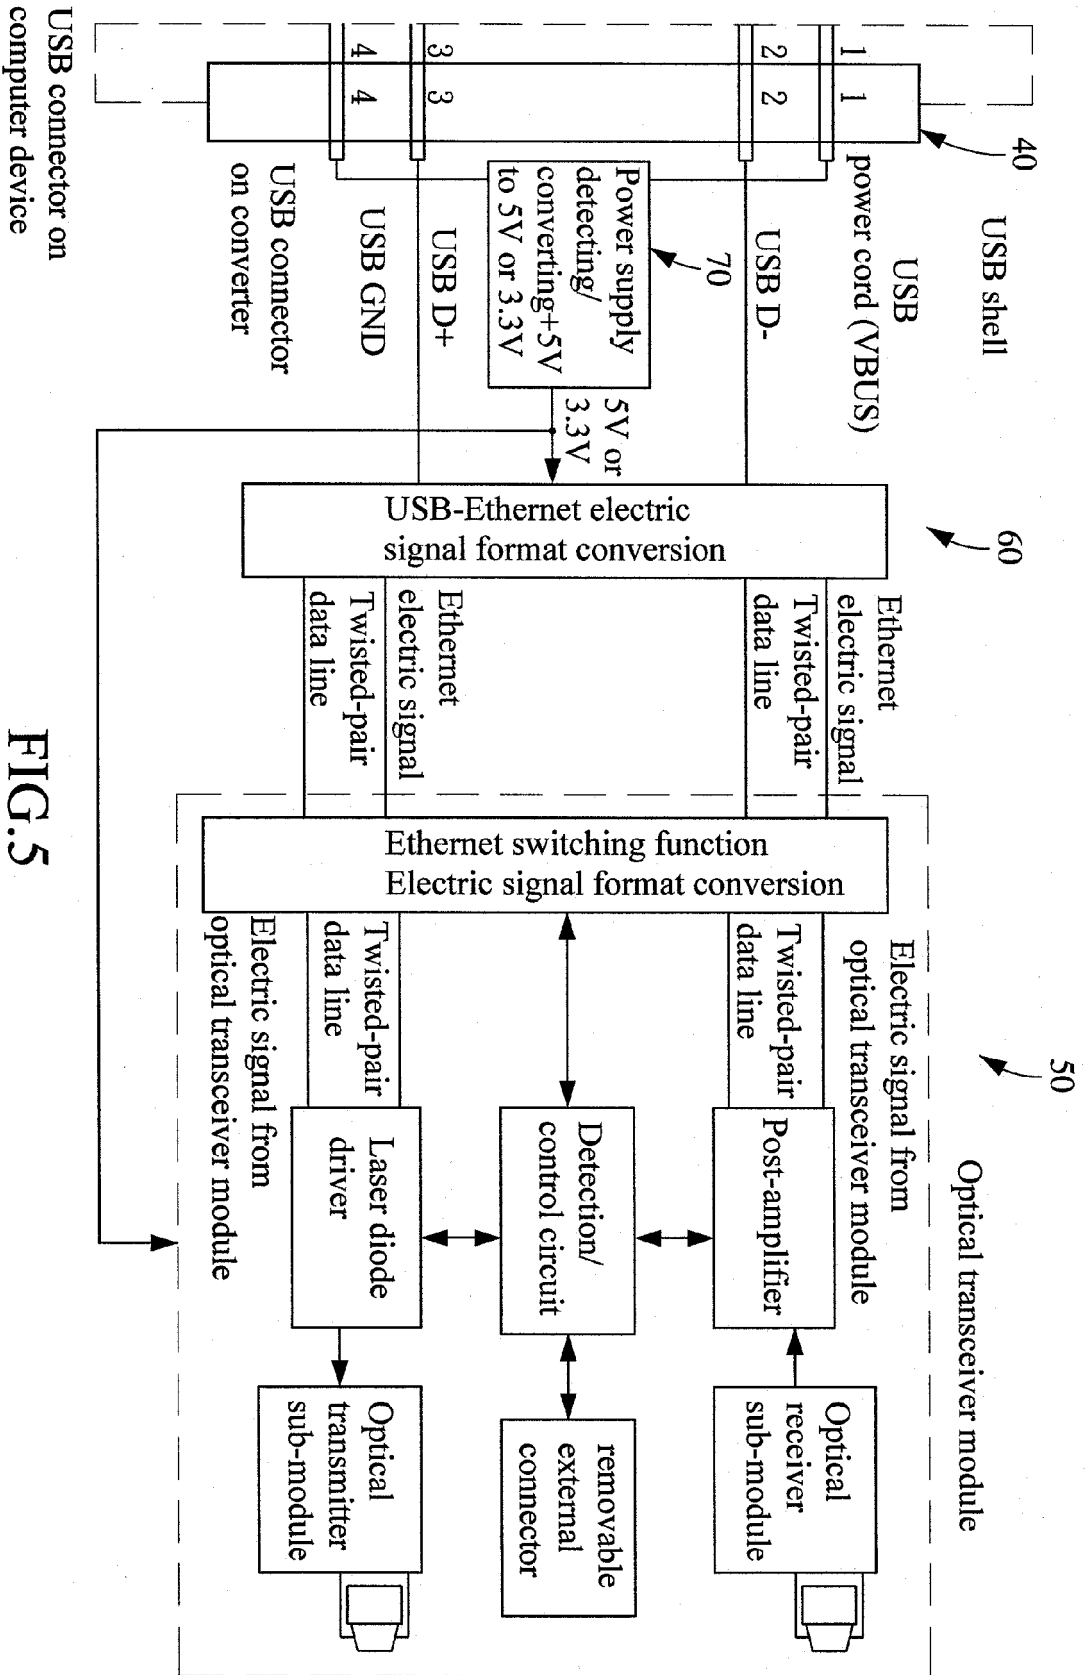 USB connector on
computer device
4
4
3
3
2
2
1
1
40
USB shell
USB
power cord (VBUS)
USB D-
70
Power supply
detecting/
converting+5V
to 5V or 3.3V
USB D+
USB GND
USB connector
on converter
5V or
3.3V
60
USB-Ethernet electric
signal format conversion
Ethernet
electric signal
Twisted-pair
data line
Ethernet
electric signal
Twisted-pair
data line
50
Optical transceiver module
Ethernet switching function
Electric signal format conversion
Electric signal from
optical transceiver module
Twisted-pair
data line
Twisted-pair
data line
Electric signal from
optical transceiver module
Post-amplifier
Detection/
control circuit
Laser diode
driver
Optical
receiver
sub-module
removable
external
connector
Optical
transmitter
sub-module
FIG.5